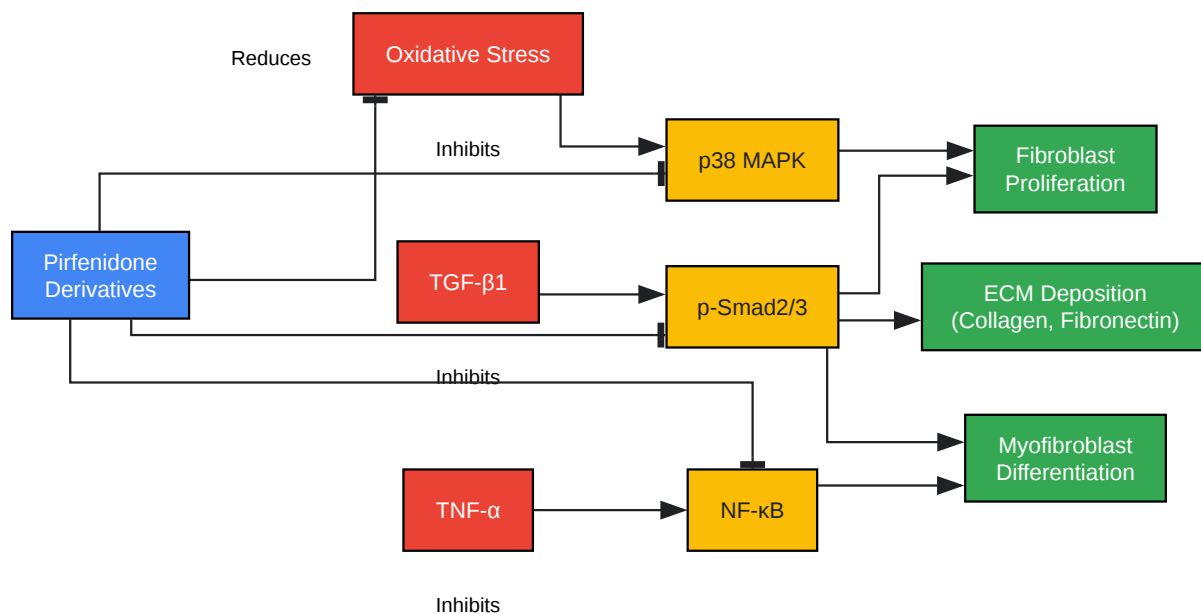 Reduces
Oxidative Stress
Inhibits
p38 MAPK
Fibroblast
Proliferation
Pirfenidone
Derivatives
TGF-β1
p-Smad2/3
ECM Deposition
(Collagen, Fibronectin)
Inhibits
Myofibroblast
Differentiation
TNF-α
NF-κB
Inhibits